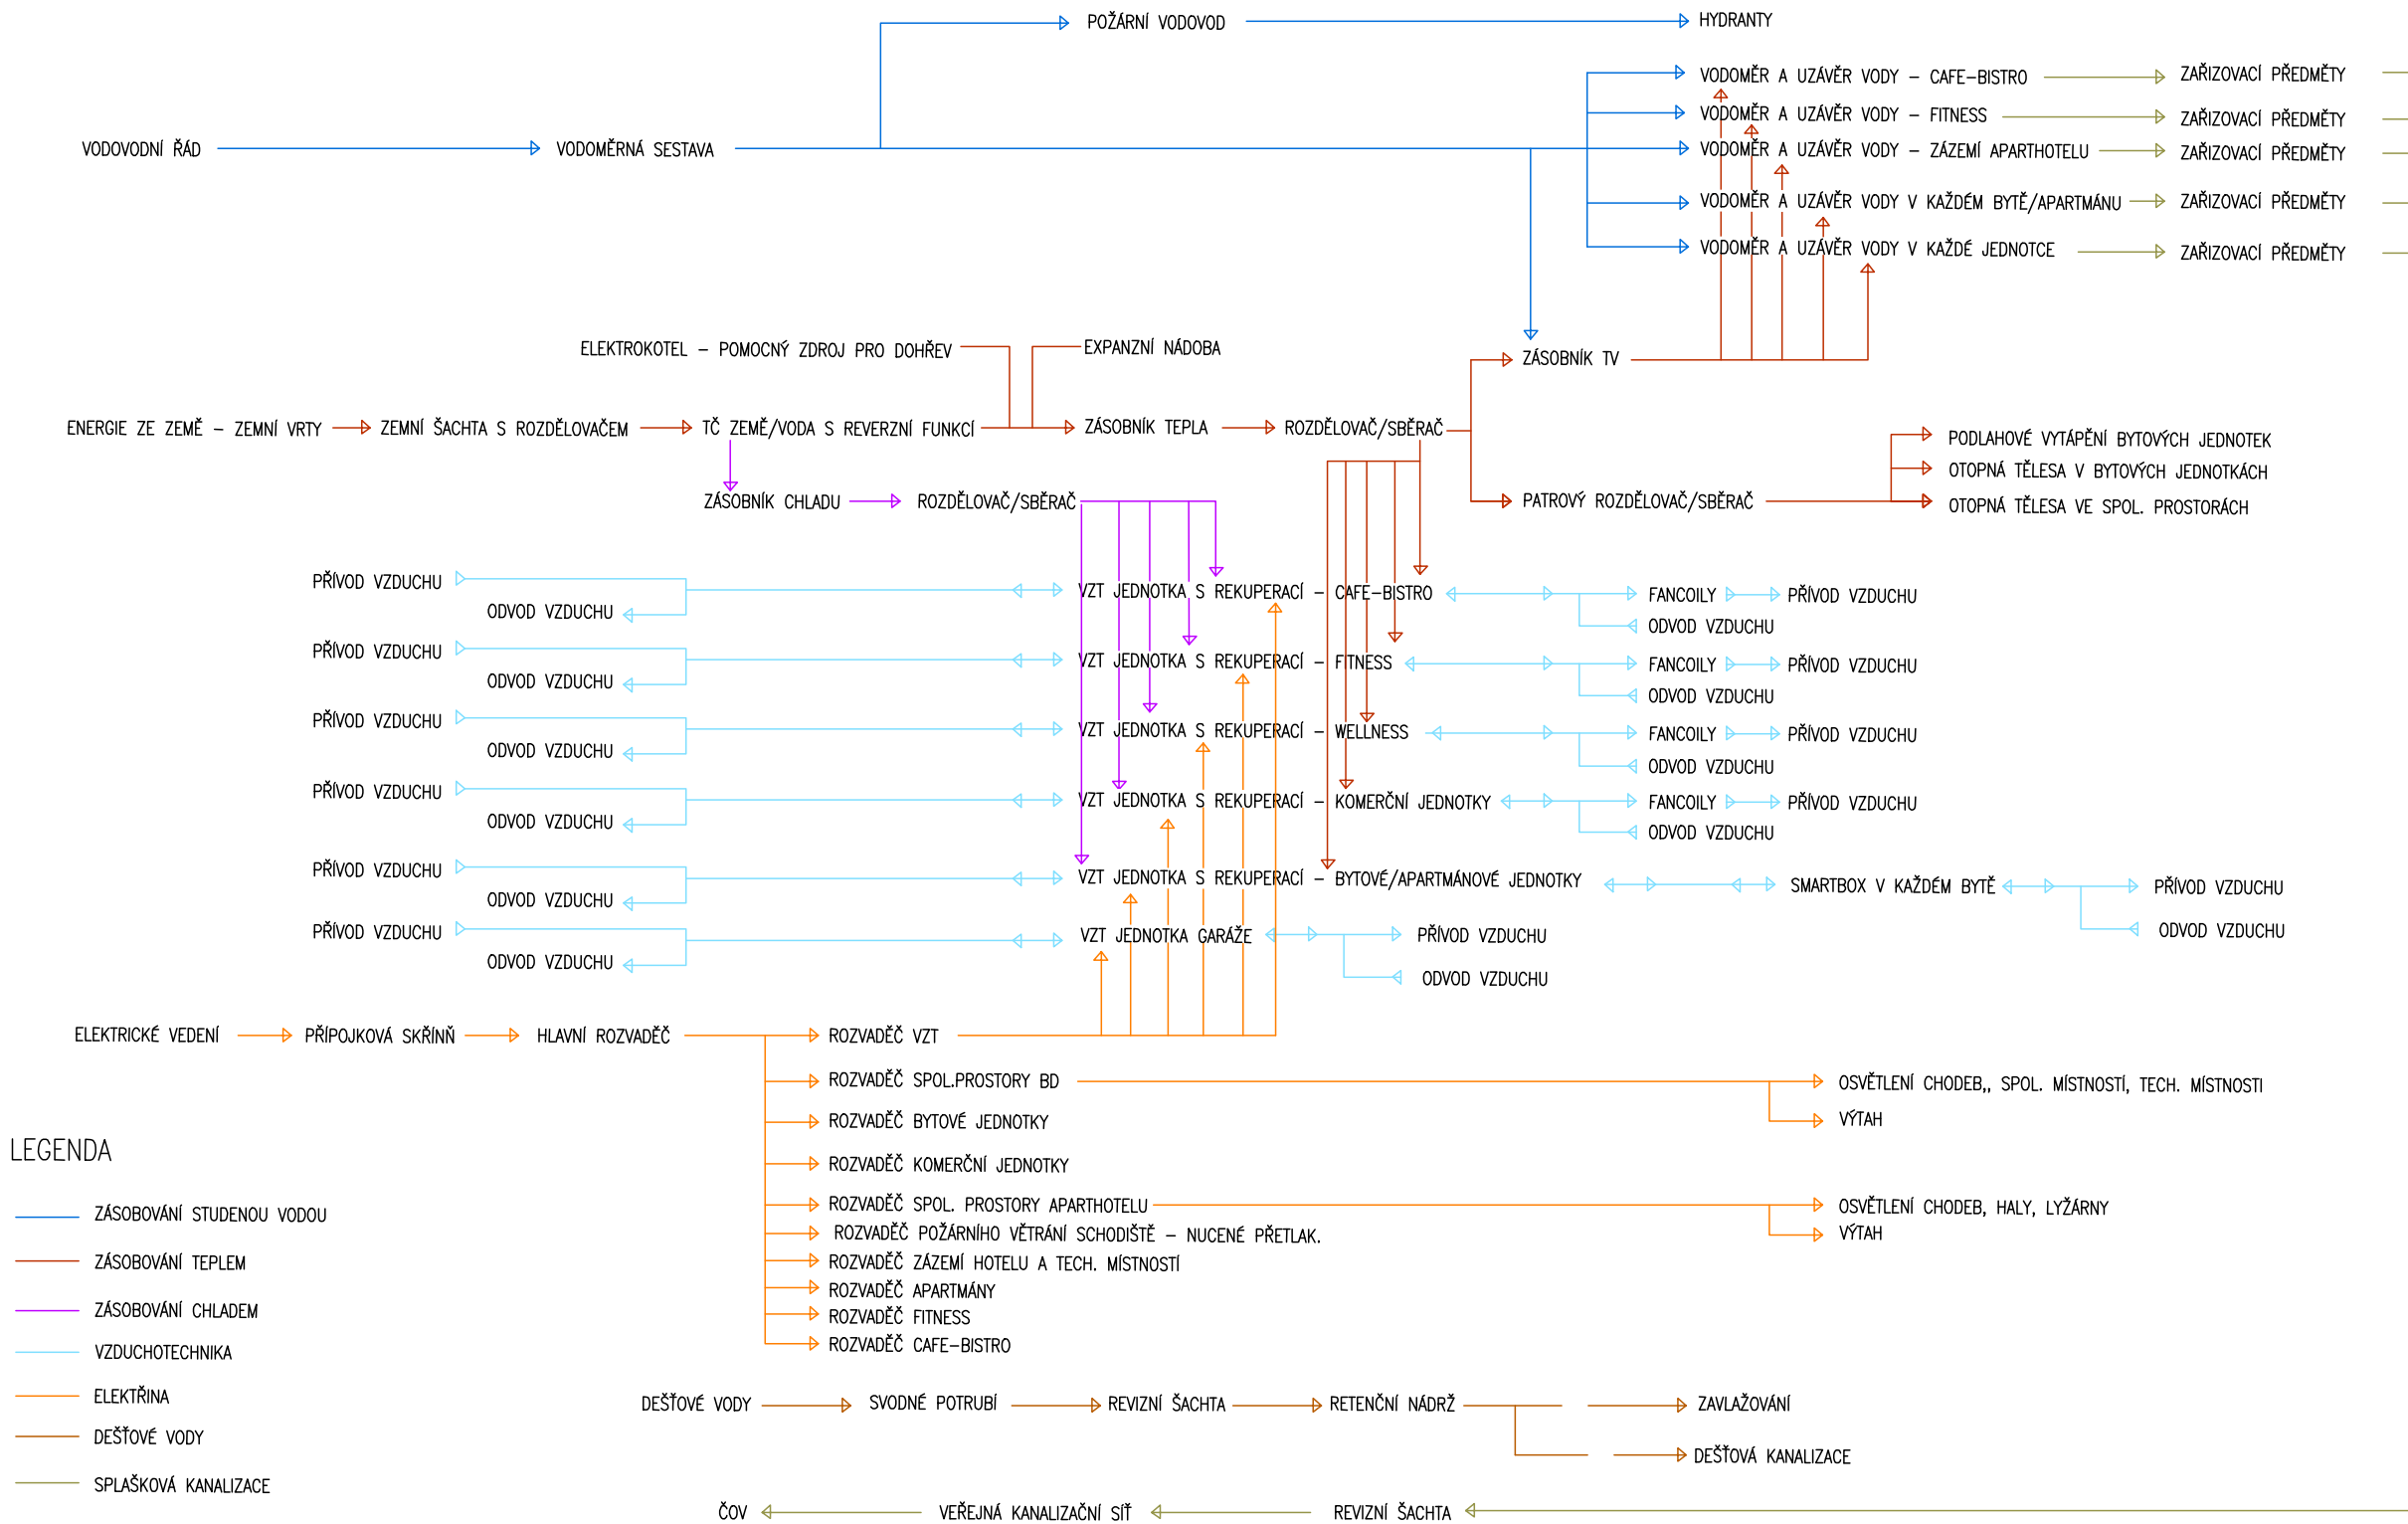 POŽÁRNÍ VODOVOD
HYDRANTY
VODOVODNÍ ŘÁD
VODOMĚRNÁ SESTAVA
VODOMĚR A UZÁVĚR VODY – CAFE–BISTRO
ZAŘIZOVACÍ PŘEDMĚTY
VODOMĚR A UZÁVĚR VODY – FITNESS
ZAŘIZOVACÍ PŘEDMĚTY
VODOMĚR A UZÁVĚR VODY – ZÁZEMÍ APARTHOTELU
ZAŘIZOVACÍ PŘEDMĚTY
VODOMĚR A UZÁVĚR VODY V KAŽDÉM BYTĚ/APARTMÁNU
ZAŘIZOVACÍ PŘEDMĚTY
VODOMĚR A UZÁVĚR VODY V KAŽDÉ JEDNOTCE
ZAŘIZOVACÍ PŘEDMĚTY
ELEKTROKOTEL – POMOCNÝ ZDROJ PRO DOHŘEV
EXPANZNÍ NÁDOBA
ZÁSOBNÍK TV
ENERGIE ZE ZEMĚ – ZEMNÍ VRTY
ZEMNÍ ŠACHTA S ROZDĚLOVAČEM
TČ ZEMĚ/VODA S REVERZNÍ FUNKCÍ
ZÁSOBNÍK TEPLA
ROZDĚLOVAČ/SBĚRAČ
PODLAHOVÉ VYTÁPĚNÍ BYTOVÝCH JEDNOTEK
OTOPNÁ TĚLESA V BYTOVÝCH JEDNOTKÁCH
ZÁSOBNÍK CHLADU
ROZDĚLOVAČ/SBĚRAČ
PATROVÝ ROZDĚLOVAČ/SBĚRAČ
OTOPNÁ TĚLESA VE SPOL. PROSTORÁCH
PŘÍVOD VZDUCHU
ODVOD VZDUCHU
VZT JEDNOTKA S REKUPERACÍ – CAFE–BISTRO
FANCOILY
PŘÍVOD VZDUCHU
ODVOD VZDUCHU
PŘÍVOD VZDUCHU
ODVOD VZDUCHU
VZT JEDNOTKA S REKUPERACÍ – FITNESS
FANCOILY
PŘÍVOD VZDUCHU
ODVOD VZDUCHU
PŘÍVOD VZDUCHU
ODVOD VZDUCHU
VZT JEDNOTKA S REKUPERACÍ – WELLNESS
FANCOILY
PŘÍVOD VZDUCHU
ODVOD VZDUCHU
PŘÍVOD VZDUCHU
ODVOD VZDUCHU
VZT JEDNOTKA S REKUPERACÍ – KOMERČNÍ JEDNOTKY
FANCOILY
PŘÍVOD VZDUCHU
ODVOD VZDUCHU
PŘÍVOD VZDUCHU
ODVOD VZDUCHU
VZT JEDNOTKA S REKUPERACÍ – BYTOVÉ/APARTMÁNOVÉ JEDNOTKY
SMARTBOX V KAŽDÉM BYTĚ
PŘÍVOD VZDUCHU
ODVOD VZDUCHU
PŘÍVOD VZDUCHU
ODVOD VZDUCHU
VZT JEDNOTKA GARÁŽE
PŘÍVOD VZDUCHU
ODVOD VZDUCHU
ELEKTRICKÉ VEDENÍ
PŘÍPOJKOVÁ SKŘÍNŇ
HLAVNÍ ROZVADĚČ
ROZVADĚČ VZT
ROZVADĚČ SPOL.PROSTORY BD
OSVĚTLENÍ CHODEB,, SPOL. MÍSTNOSTÍ, TECH. MÍSTNOSTI
VÝTAH
ROZVADĚČ BYTOVÉ JEDNOTKY
ROZVADĚČ KOMERČNÍ JEDNOTKY
ROZVADĚČ SPOL. PROSTORY APARTHOTELU
OSVĚTLENÍ CHODEB, HALY, LYŽÁRNY
VÝTAH
ROZVADĚČ POŽÁRNÍHO VĚTRÁNÍ SCHODIŠTĚ – NUCENÉ PŘETLAK.
ROZVADĚČ ZÁZEMÍ HOTELU A TECH. MÍSTNOSTÍ
ROZVADĚČ APARTMÁNY
ROZVADĚČ FITNESS
ROZVADĚČ CAFE–BISTRO
LEGENDA
ZÁSOBOVÁNÍ STUDENOU VODOU
ZÁSOBOVÁNÍ TEPLEM
ZÁSOBOVÁNÍ CHLADEM
VZDUCHOTECHNIKA
ELEKTŘINA
DEŠŤOVÉ VODY
SPLAŠKOVÁ KANALIZACE
DEŠŤOVÉ VODY
SVODNÉ POTRUBÍ
REVIZNÍ ŠACHTA
RETENČNÍ NÁDRŽ
ZAVLAŽOVÁNÍ
DEŠŤOVÁ KANALIZACE
ČOV
VEŘEJNÁ KANALIZAČNÍ SÍŤ
REVIZNÍ ŠACHTA